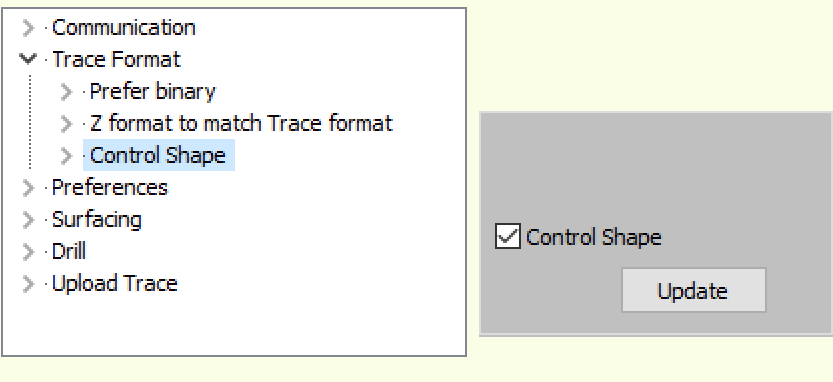 Communication
Trace Format
Prefer binary
Z format to match Trace format
Control Shape
Preferences
Surfacing
Drill
Upload Trace
Control Shape
Update